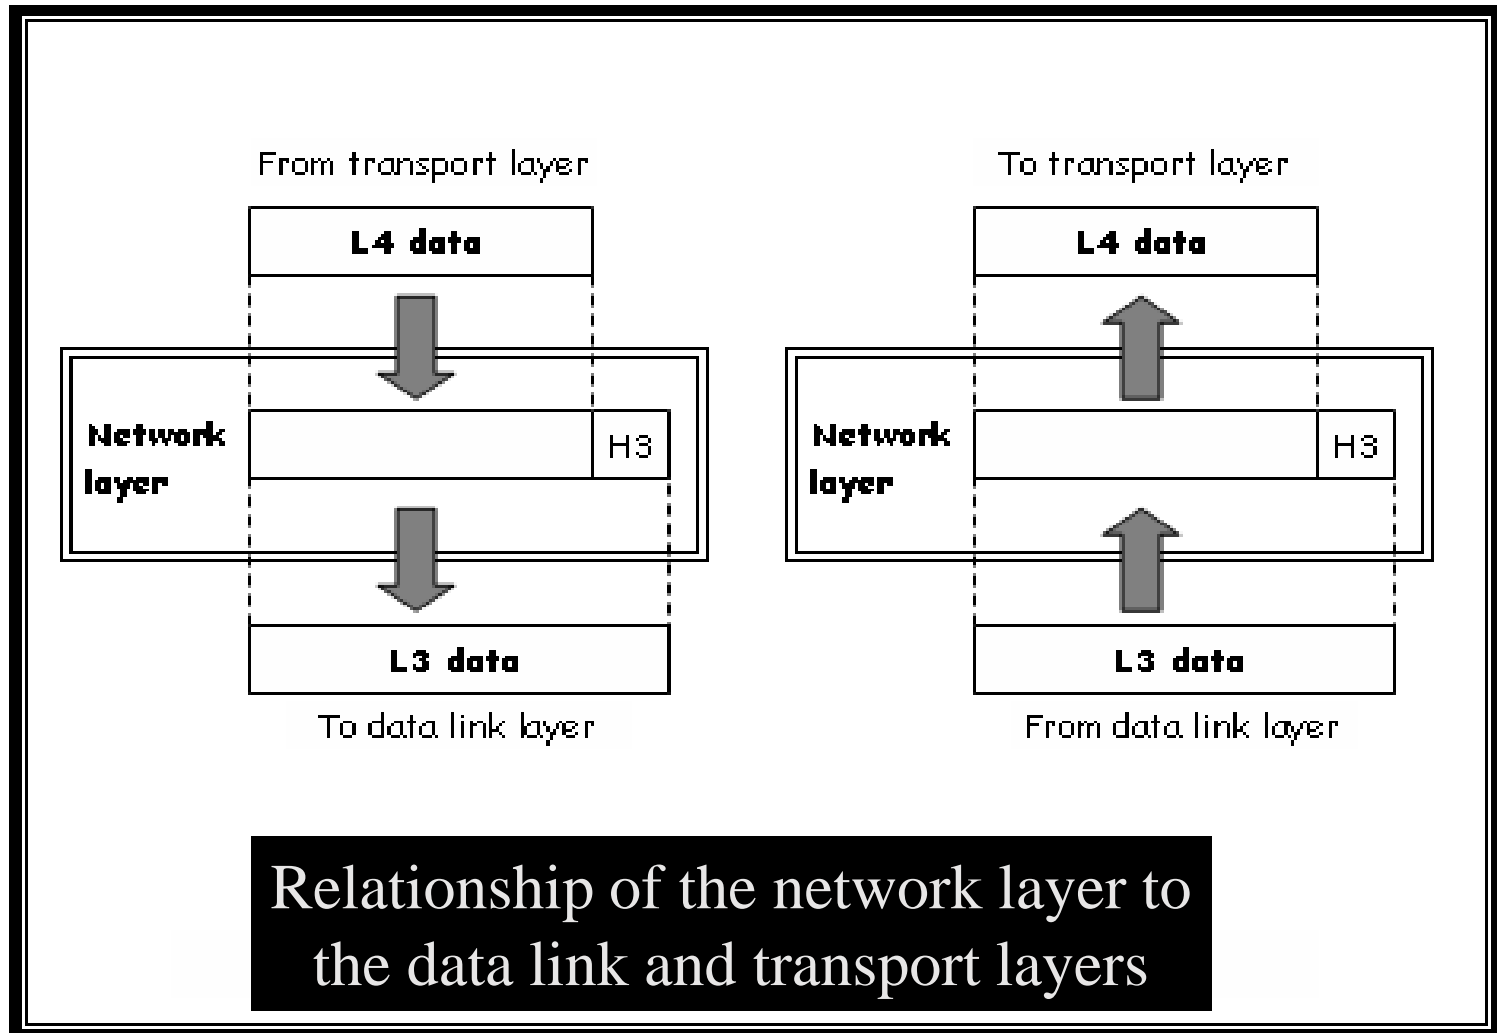 From transport layer
L4 data
Network
layer
H3
L3 data
To data link layer
To transport layer
L4 data
Network
layer
H3
L3 data
From data link layer
Relationship of the network layer to
the data link and transport layers